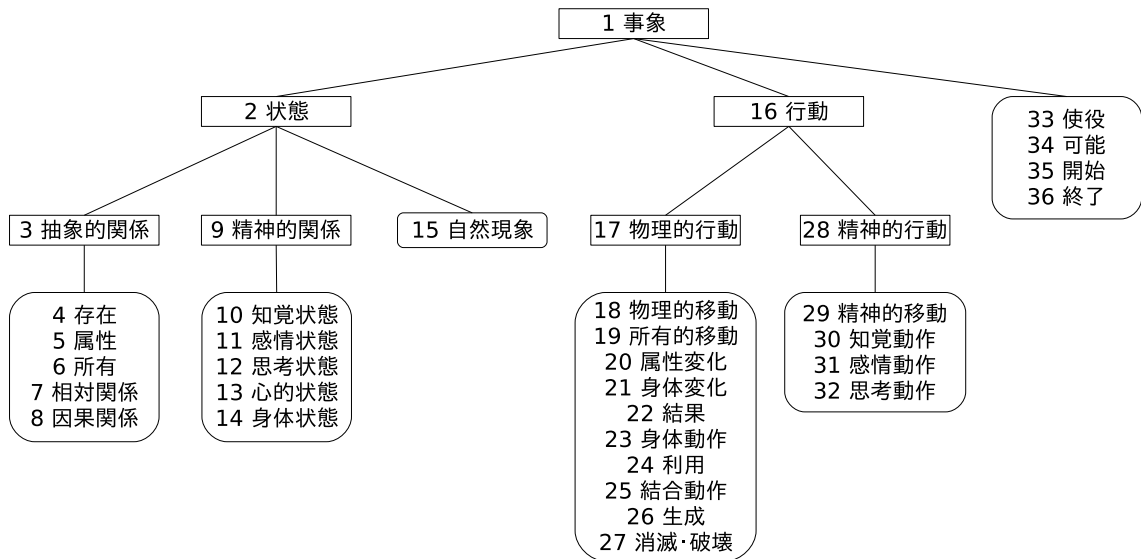 1 事象
2 状態
16 行動
33 使役
34 可能
35 開始
36 終了
3 抽象的関係
9 精神的関係
15 自然現象
17 物理的行動
28 精神的行動
4 存在
5 属性
6 所有
7 相対関係
8 因果関係
10 知覚状態
11 感情状態
12 思考状態
13 心的状態
14 身体状態
18 物理的移動
19 所有的移動
20 属性変化
21 身体変化
22 結果
23 身体動作
24 利用
25 結合動作
26 生成
27 消滅・破壊
29 精神的移動
30 知覚動作
31 感情動作
32 思考動作